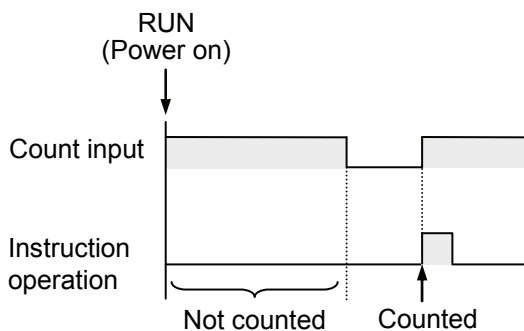 RUN
(Power on)
Count input
Instruction
operation
Not counted
Counted